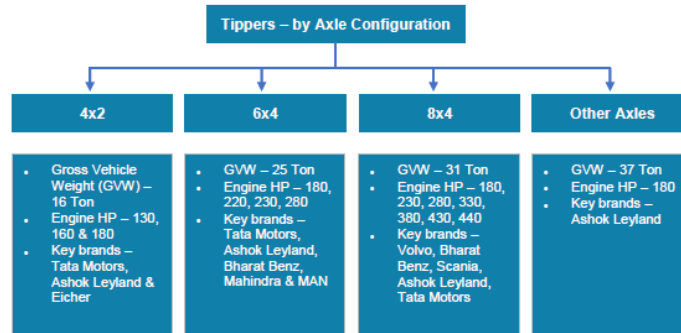 Tippers – by Axle Configuration
4x2
6x4
8x4
Other Axles
Gross Vehicle
Weight (GVW) –
16 Ton
Engine HP – 130,
160 & 180
Key brands –
Tata Motors,
Ashok Leyland &
Eicher
GVW – 25 Ton
Engine HP – 180,
220, 230, 280
Key brands –
Tata Motors,
Ashok Leyland,
Bharat Benz,
Mahindra & MAN
GVW – 31 Ton
Engine HP – 180,
230, 280, 330,
380, 430, 440
Key brands –
Volvo, Bharat
Benz, Scania,
Ashok Leyland,
Tata Motors
GVW – 37 Ton
Engine HP – 180
Key brands –
Ashok Leyland